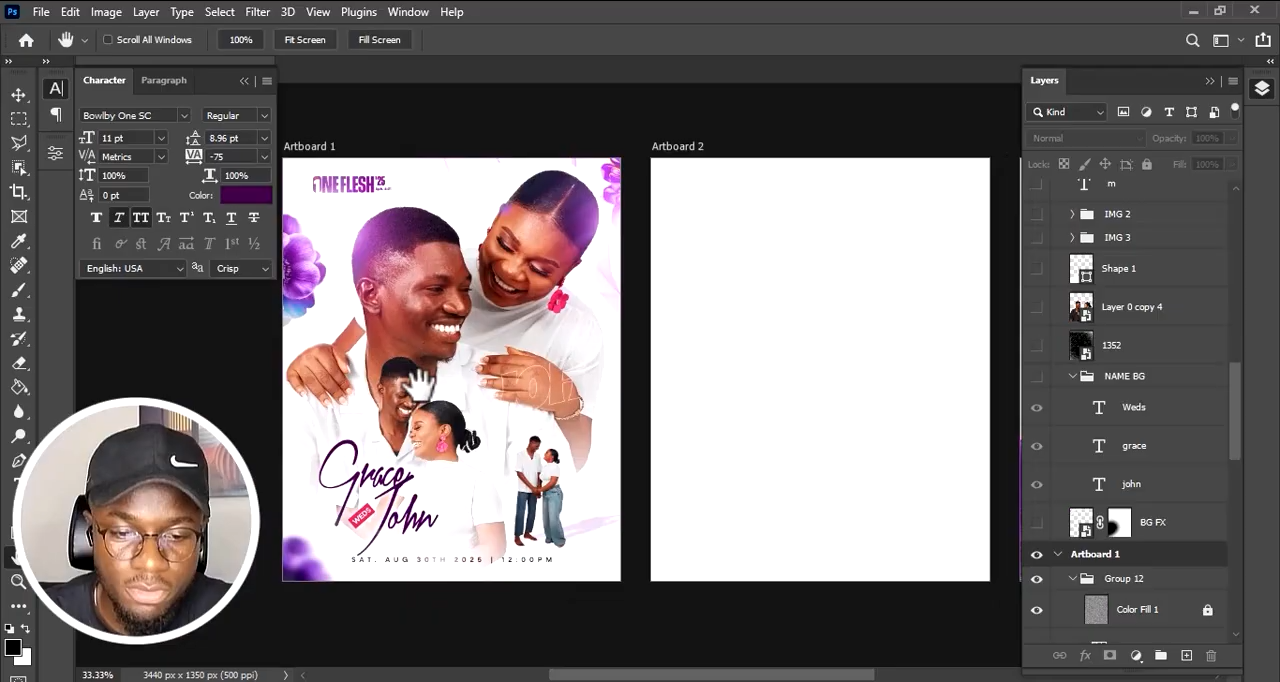 Ps File Edit Image Layer Type Select Filter 3D View Plugins Window Help
Scroll All Windows 100% Fit Screen Fill Screen
Character Paragraph
Bowlby One SC Regular
11 pt 8.96 pt
Metrics -75
100% 100%
0 pt Color:
English: USA Crisp
Artboard 1
ONE FLESH '25
Grace
WEDS
John
SAT. AUG 30TH 2025 | 12:00PM
Artboard 2
Layers
Kind
Normal Opacity: 100%
Lock: Fill: 100%
m
IMG 2
IMG 3
Shape 1
Layer 0 copy 4
1352
NAME BG
Weds
grace
john
BG FX
Artboard 1
Group 12
Color Fill 1
33.33% 3440 px x 1350 px (500 ppi)